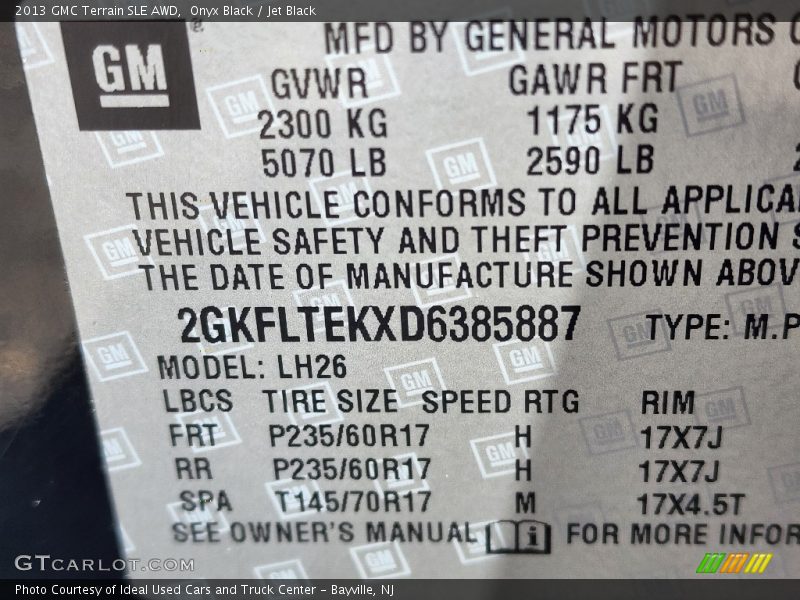 2013 GMC Terrain SLE AWD, Onyx Black / Jet Black
GM MFD BY GENERAL MOTORS
GVWR GAWR FRT
2300 KG 1175 KG
5070 LB 2590 LB
THIS VEHICLE CONFORMS TO ALL APPLICA
VEHICLE SAFETY AND THEFT PREVENTION S
THE DATE OF MANUFACTURE SHOWN ABOV
2GKFLTEKXD6385887 TYPE: M.P
MODEL: LH26
LBCS TIRE SIZE SPEED RTG RIM
FRT P235/60R17 H 17X7J
RR P235/60R17 H 17X7J
SPA T145/70R17 M 17X4.5T
SEE OWNER'S MANUAL i FOR MORE INFOR
GTCARLOT.COM
Photo Courtesy of Ideal Used Cars and Truck Center – Bayville, NJ